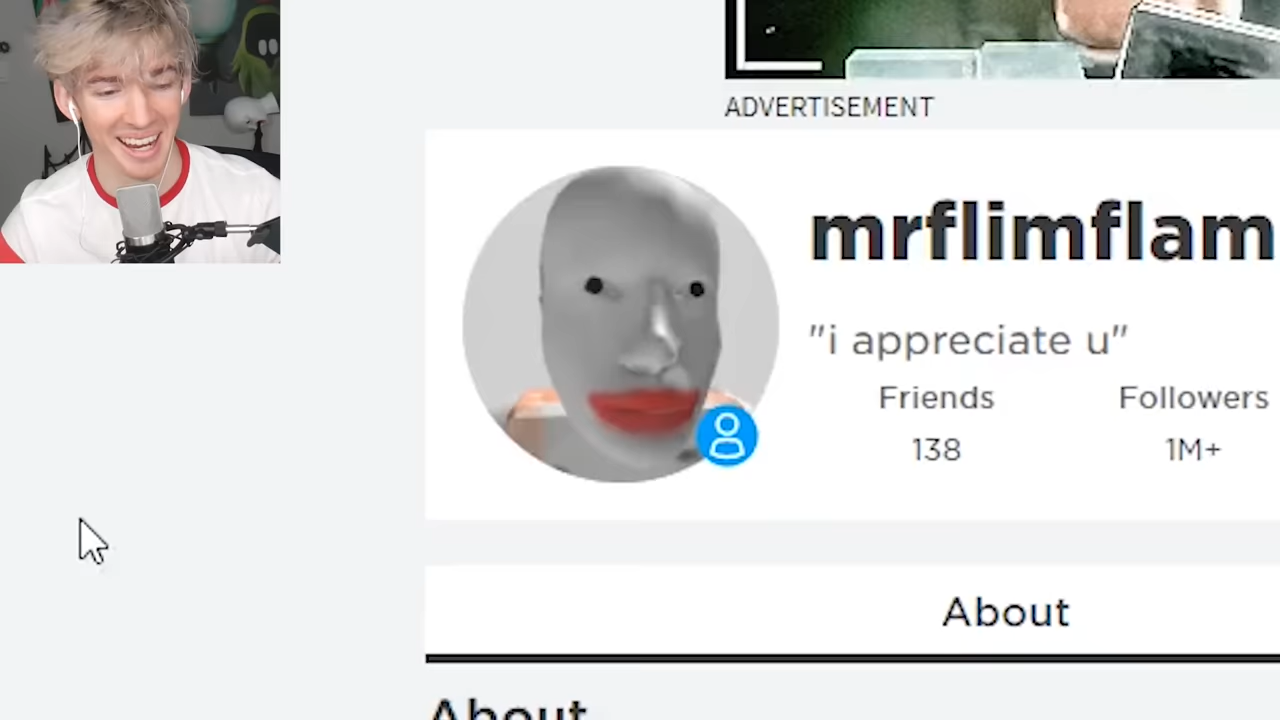 ADVERTISEMENT
mrflimflam
"i appreciate u"
Friends
Followers
138
1M+
About
About